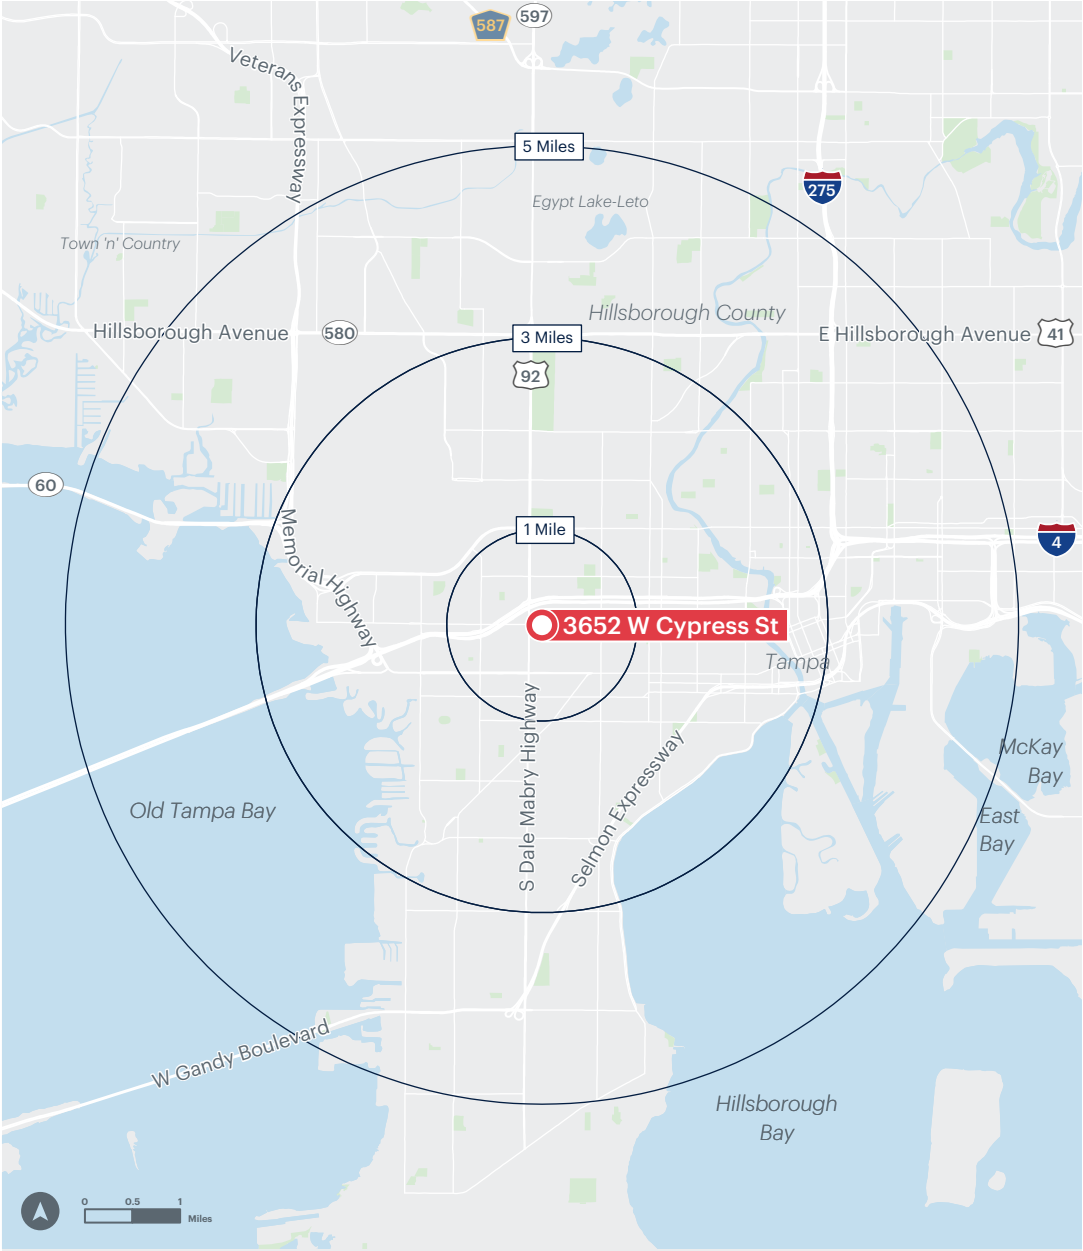 587
597
Veterans Expressway
5 Miles
275
Egypt Lake-Leto
Town 'n' Country
Hillsborough County
Hillsborough Avenue
580
E Hillsborough Avenue
41
3 Miles
92
60
1 Mile
Memorial Highway
4
3652 W Cypress St
Tampa
S Dale Mabry Highway
Selmon Expressway
McKay
Bay
Old Tampa Bay
East
Bay
W Gandy Boulevard
Hillsborough
Bay
0 0.5 1
Miles